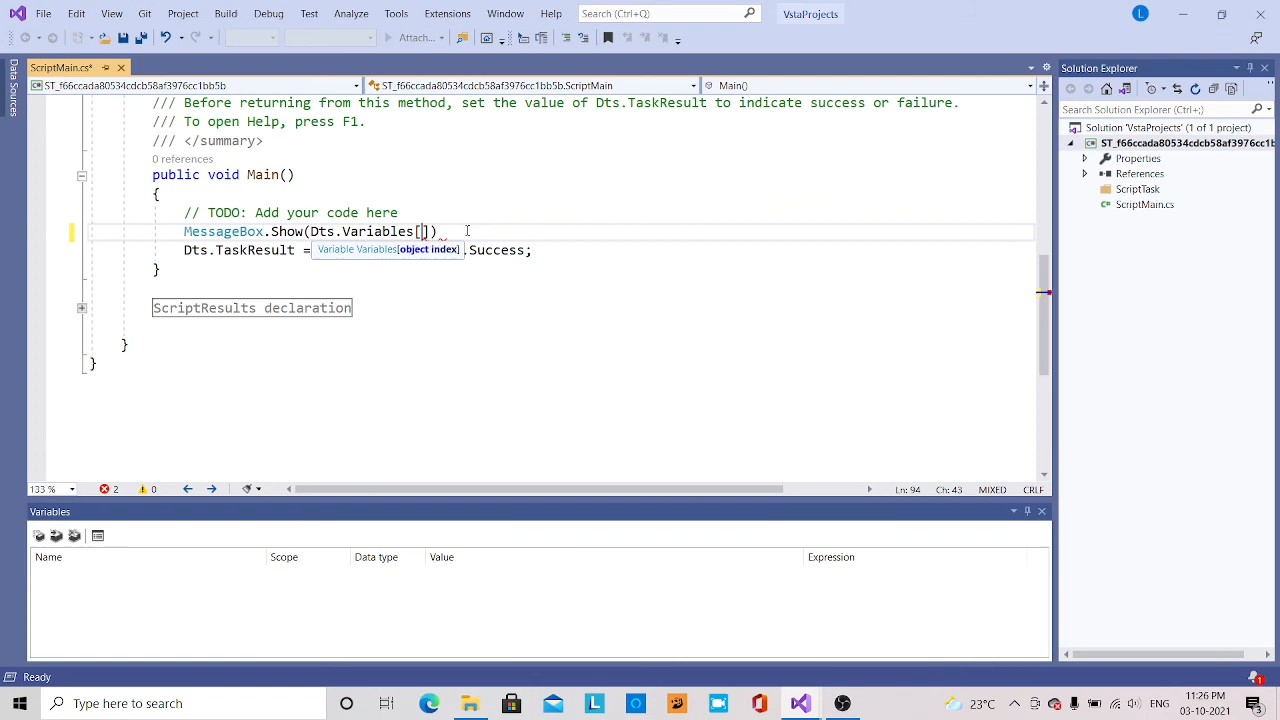 File Edit View Git Project Build Debug Test Analyze Tools Extensions Window Help Search (Ctrl+Q) VstaProjects L
Attach...
ScriptMain.cs*
ST_f66ccada80534cdcb58af3976cc1bb5b ST_f66ccada80534cdcb58af3976cc1bb5b.ScriptMain Main()
/// Before returning from this method, set the value of Dts.TaskResult to indicate success or failure.
/// To open Help, press F1.
/// </summary>
0 references
public void Main()
{
// TODO: Add your code here
MessageBox.Show(Dts.Variables[])
Dts.TaskResult = .Success;
Variable Variables[object index]
}
ScriptResults declaration
}
}
133 % 2 0 Ln: 94 Ch: 43 MIXED CRLF
Variables
Name Scope Data type Value Expression
Data Sources
Solution Explorer
Search Solution Explorer (Ctrl+;)
Solution 'VstaProjects' (1 of 1 project)
ST_f66ccada80534cdcb58af3976cc1b
Properties
References
ScriptTask
ScriptMain.cs
Ready 1
Type here to search L 23°C ENG 11:26 PM
03-10-2021 3